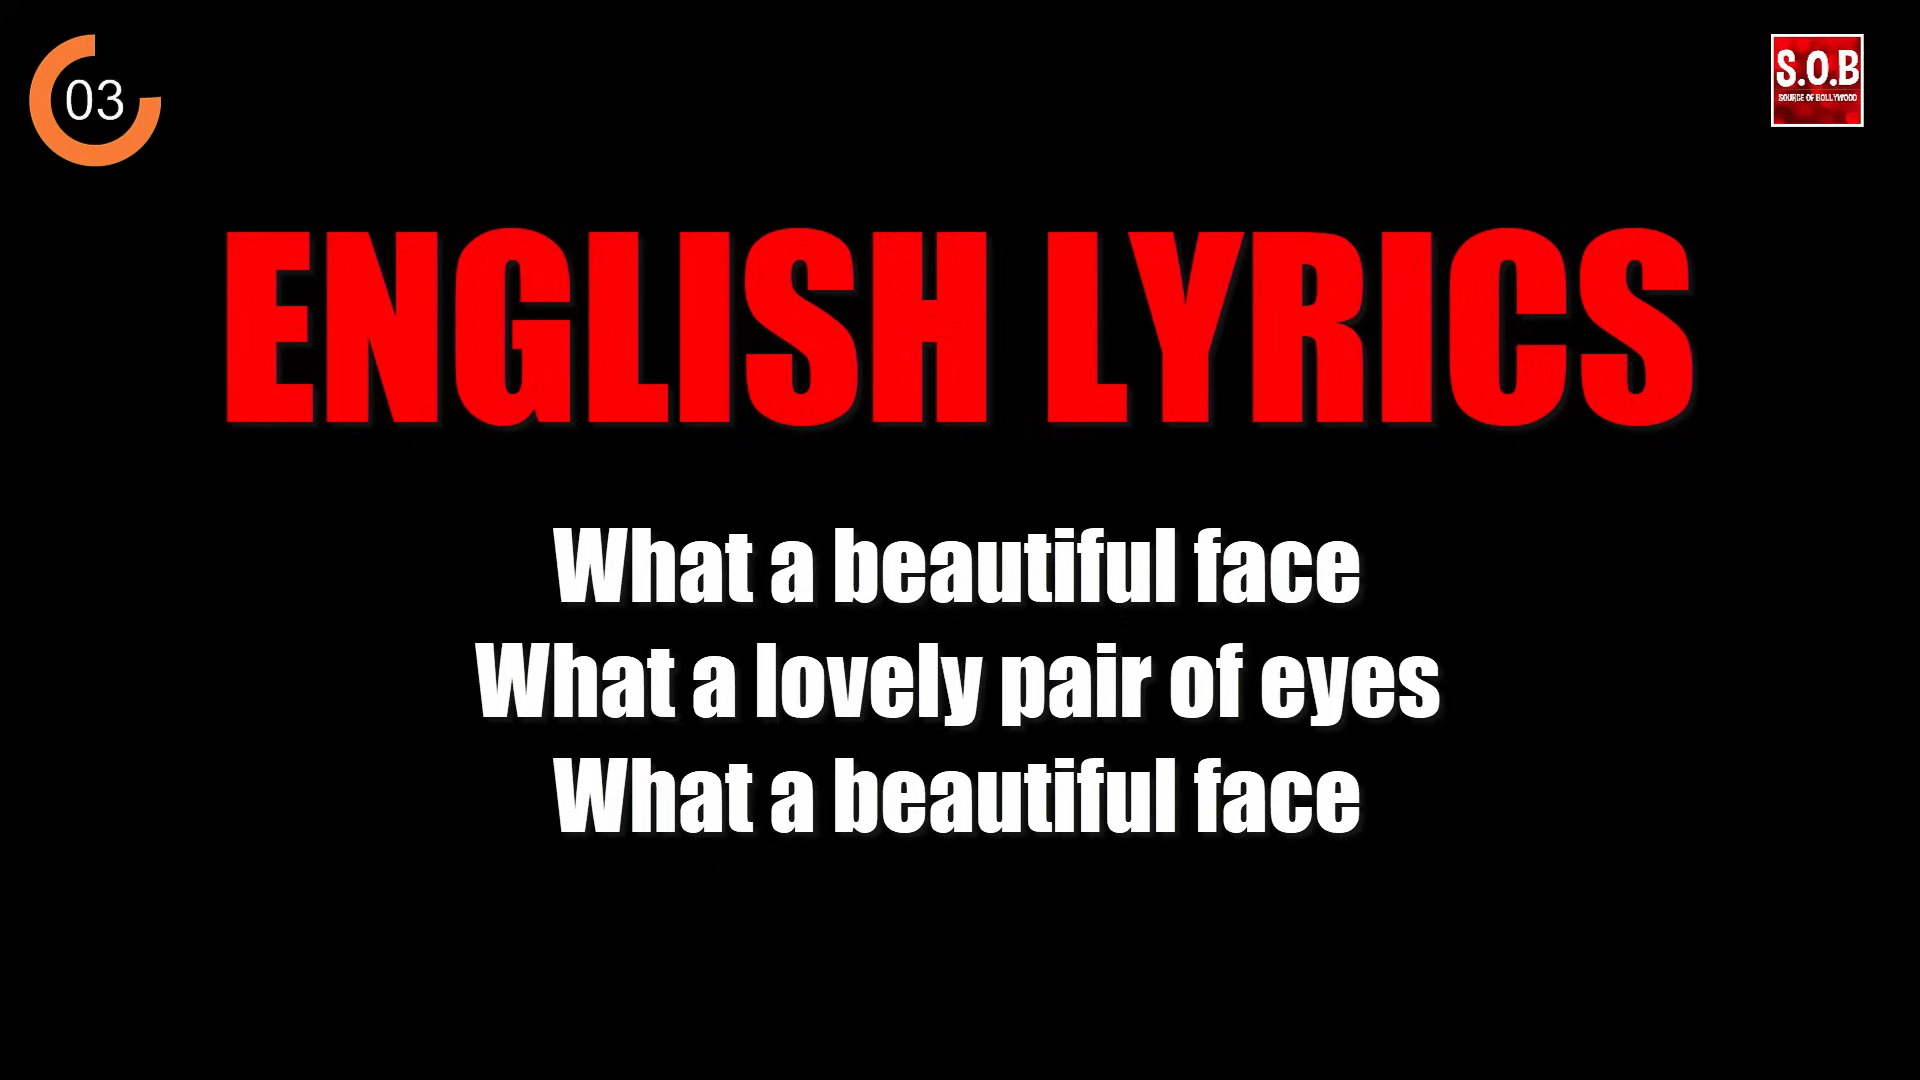 03
S.O.B
SOURCE OF BOLLYWOOD
ENGLISH LYRICS
What a beautiful face
What a lovely pair of eyes
What a beautiful face